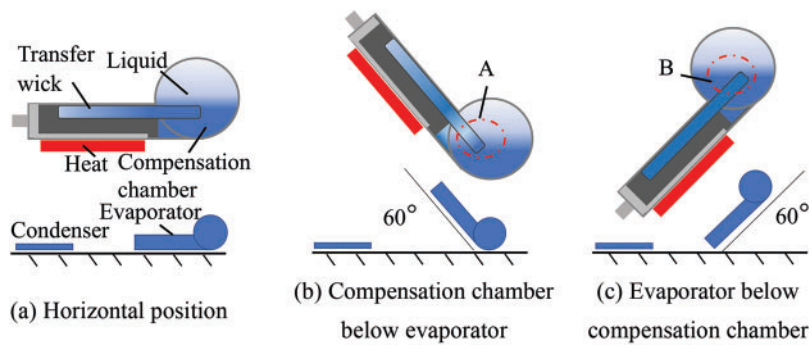 Transfer
wick
Liquid
Heat
Compensation
chamber
Evaporator
Condenser
(a) Horizontal position
A
60°
(b) Compensation chamber
below evaporator
B
60°
(c) Evaporator below
compensation chamber